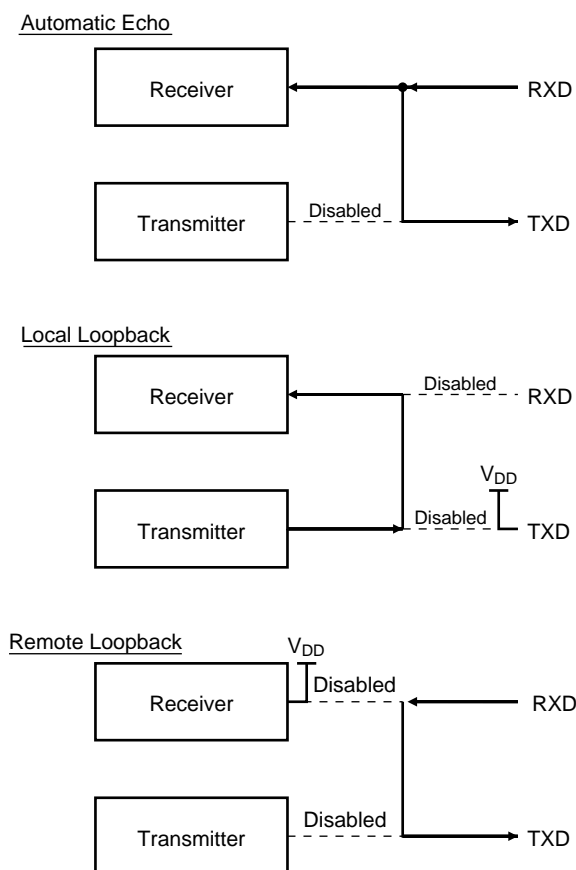 Automatic Echo
Receiver
RXD
Transmitter
Disabled
TXD
Local Loopback
Receiver
Disabled
RXD
VDD
Transmitter
Disabled
TXD
Remote Loopback
VDD
Receiver
Disabled
RXD
Transmitter
Disabled
TXD